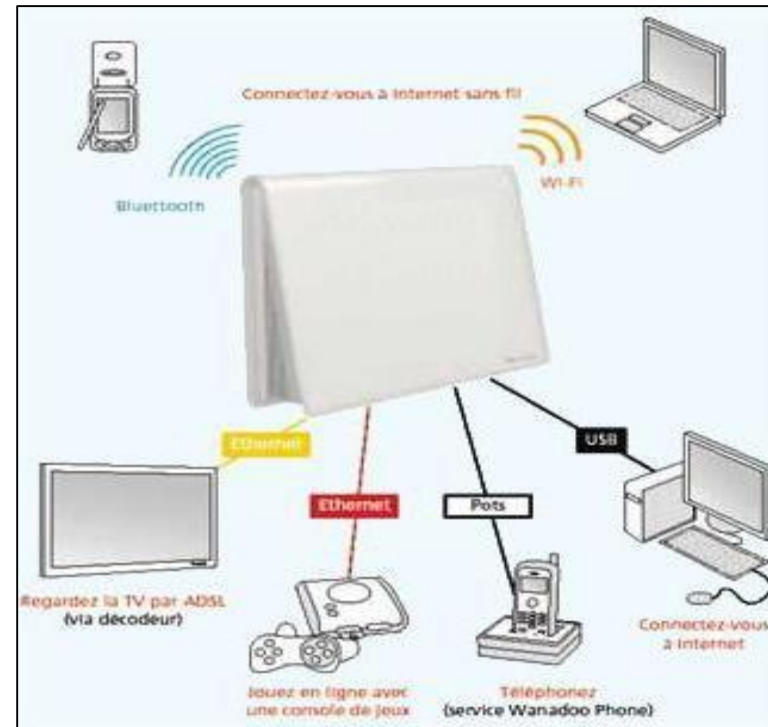 Connectez-vous à Internet sans fil
Bluettooth
Wi-Fi
Ethernet
USB
Ethernet
Pots
Regardez la TV par ADSL
(via décodeur)
Connectez-vous
à Internet
Jouez en ligne avec
une console de jeux
Téléphonez
(service Wanadoo Phone)